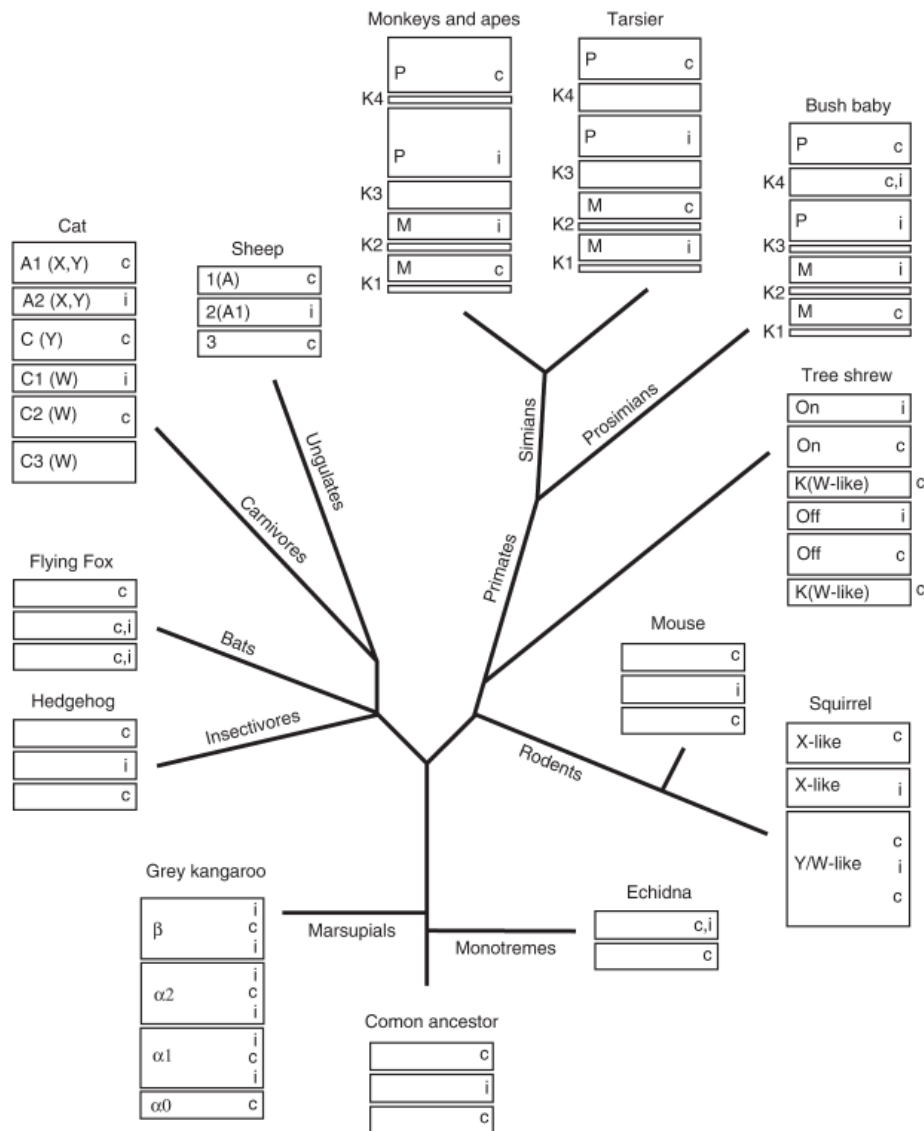 Monkeys and apes
P c
K4
P i
K3
M i
K2
M c
K1
Tarsier
P c
K4
P i
K3
M c
K2
M i
K1
Bush baby
P c
K4 c,i
P i
K3
M i
K2
M c
K1
Cat
A1 (X,Y) c
A2 (X,Y) i
C (Y) c
C1 (W) i
C2 (W) c
C3 (W)
Sheep
1(A) c
2(A1) i
3 c
Tree shrew
On i
On c
K(W-like) c
Off i
Off c
K(W-like) c
Ungulates
Carnivores
Simians
Prosimians
Primates
Flying Fox
c
c,i
c,i
Bats
Hedgehog
c
i
c
Insectivores
Mouse
c
i
c
Rodents
Squirrel
X-like c
X-like i
c
Y/W-like i
c
Grey kangaroo
i
β c
i
i
α2 c
i
i
α1 c
i
α0 c
Marsupials
Monotremes
Echidna
c,i
c
Comon ancestor
c
i
c